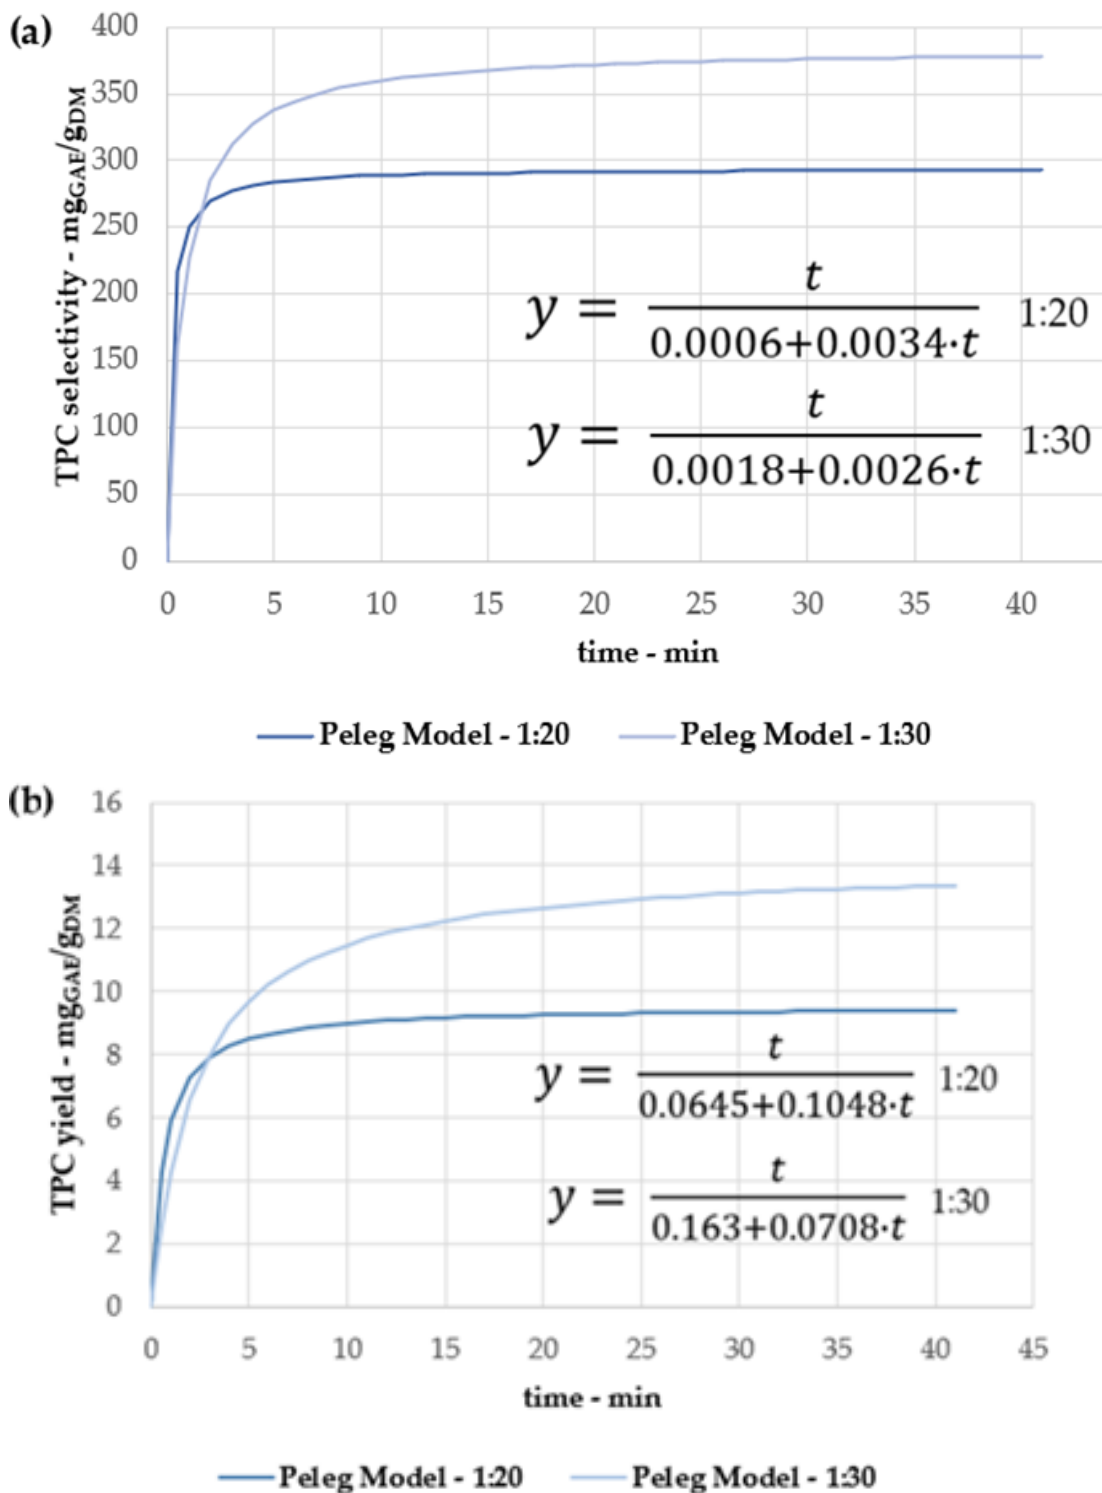 (a)
400
350
300
250
200
150
100
50
0
TPC selectivity - mgGAE/gDM
y = t / 0.0006+0.0034·t 1:20
y = t / 0.0018+0.0026·t 1:30
0 5 10 15 20 25 30 35 40
time - min
Peleg Model - 1:20 Peleg Model - 1:30
(b)
16
14
12
10
8
6
4
2
0
TPC yield - mgGAE/gDM
y = t / 0.0645+0.1048·t 1:20
y = t / 0.163+0.0708·t 1:30
0 5 10 15 20 25 30 35 40 45
time - min
Peleg Model - 1:20 Peleg Model - 1:30